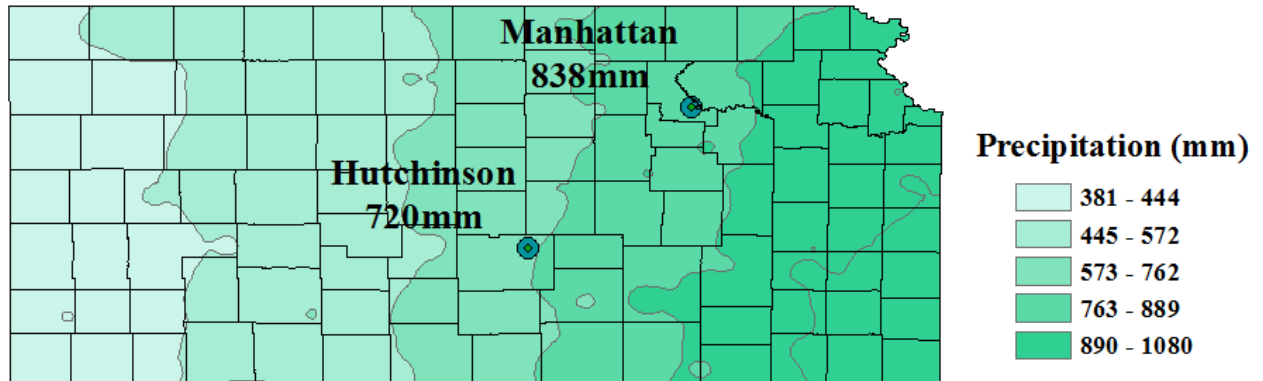 Manhattan
838mm
Hutchinson
720mm
Precipitation (mm)
381 - 444
445 - 572
573 - 762
763 - 889
890 - 1080